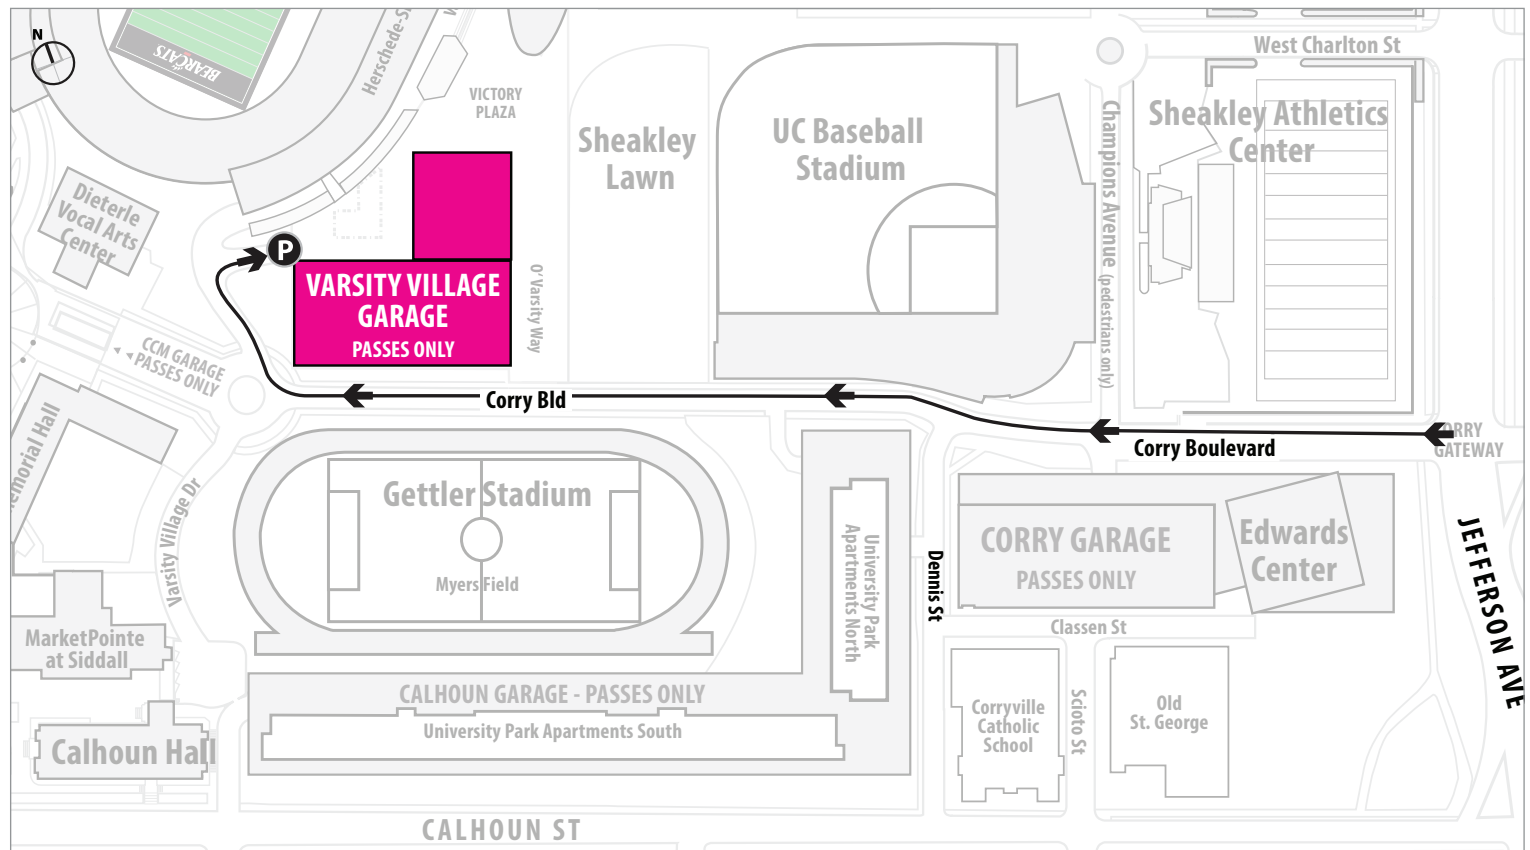 N
BEARCATS
Herschede-S
VICTORY
PLAZA
West Charlton St
Sheakley
Lawn
UC Baseball
Stadium
Champions Avenue (pedestrians only)
Sheakley Athletics
Center
Dieterle
Vocal Arts
Center
P
VARSITY VILLAGE
GARAGE
PASSES ONLY
O'Varsity Way
CCM GARAGE
PASSES ONLY
Corry Bld
Corry Boulevard
ORRY
GATEWAY
emorial Hall
Varsity Village Dr
Gettler Stadium
Myers Field
University Park
Apartments North
Dennis St
CORRY GARAGE
PASSES ONLY
Edwards
Center
JEFFERSON AVE
Classen St
MarketPointe
at Siddall
CALHOUN GARAGE - PASSES ONLY
University Park Apartments South
Corryville
Catholic
School
Scioto St
Old
St. George
Calhoun Hall
CALHOUN ST